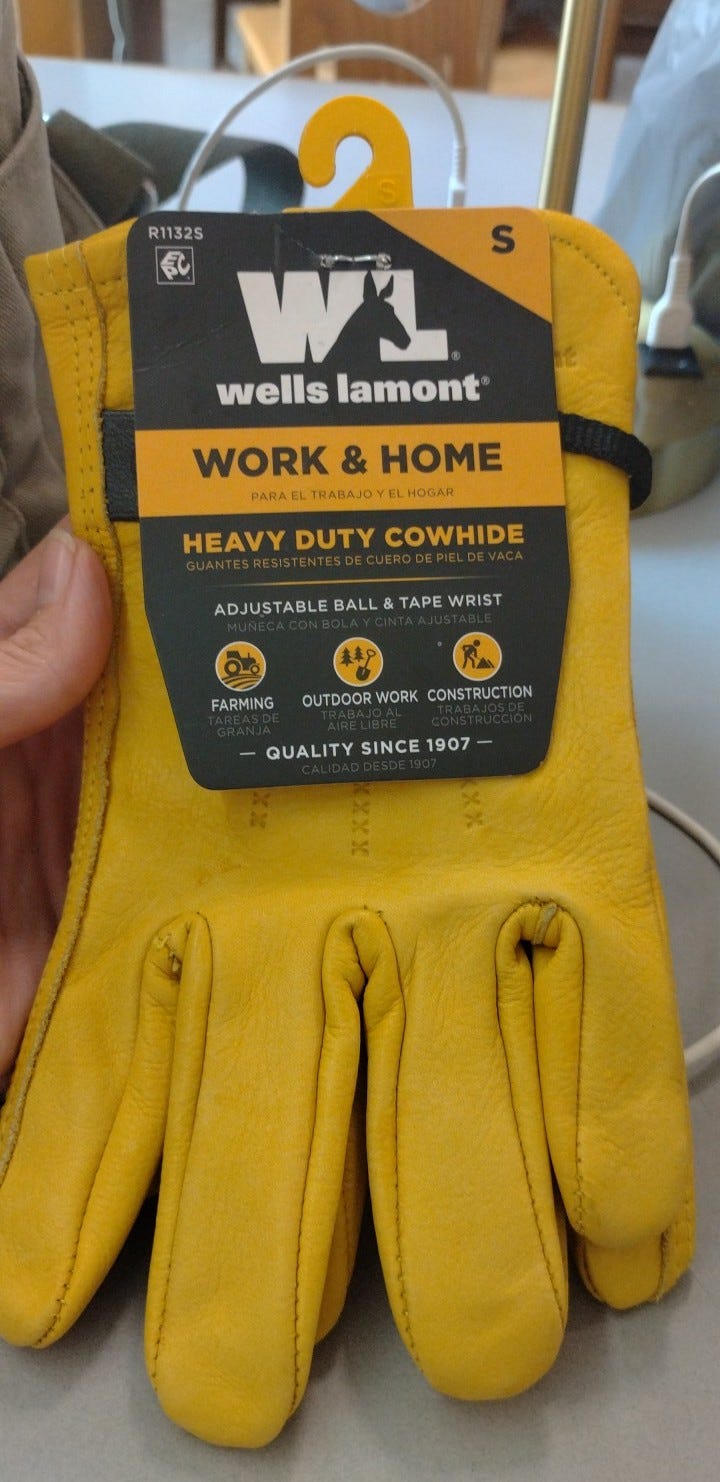 S
R1132S
S
WL®
wells lamont®
WORK & HOME
PARA EL TRABAJO Y EL HOGAR
HEAVY DUTY COWHIDE
GUANTES RESISTENTES DE CUERO DE PIEL DE VACA
ADJUSTABLE BALL & TAPE WRIST
MUÑECA CON BOLA Y CINTA AJUSTABLE
FARMING
TAREAS DE
GRANJA
OUTDOOR WORK
TRABAJO AL
AIRE LIBRE
CONSTRUCTION
TRABAJOS DE
CONSTRUCCIÓN
— QUALITY SINCE 1907 —
CALIDAD DESDE 1907